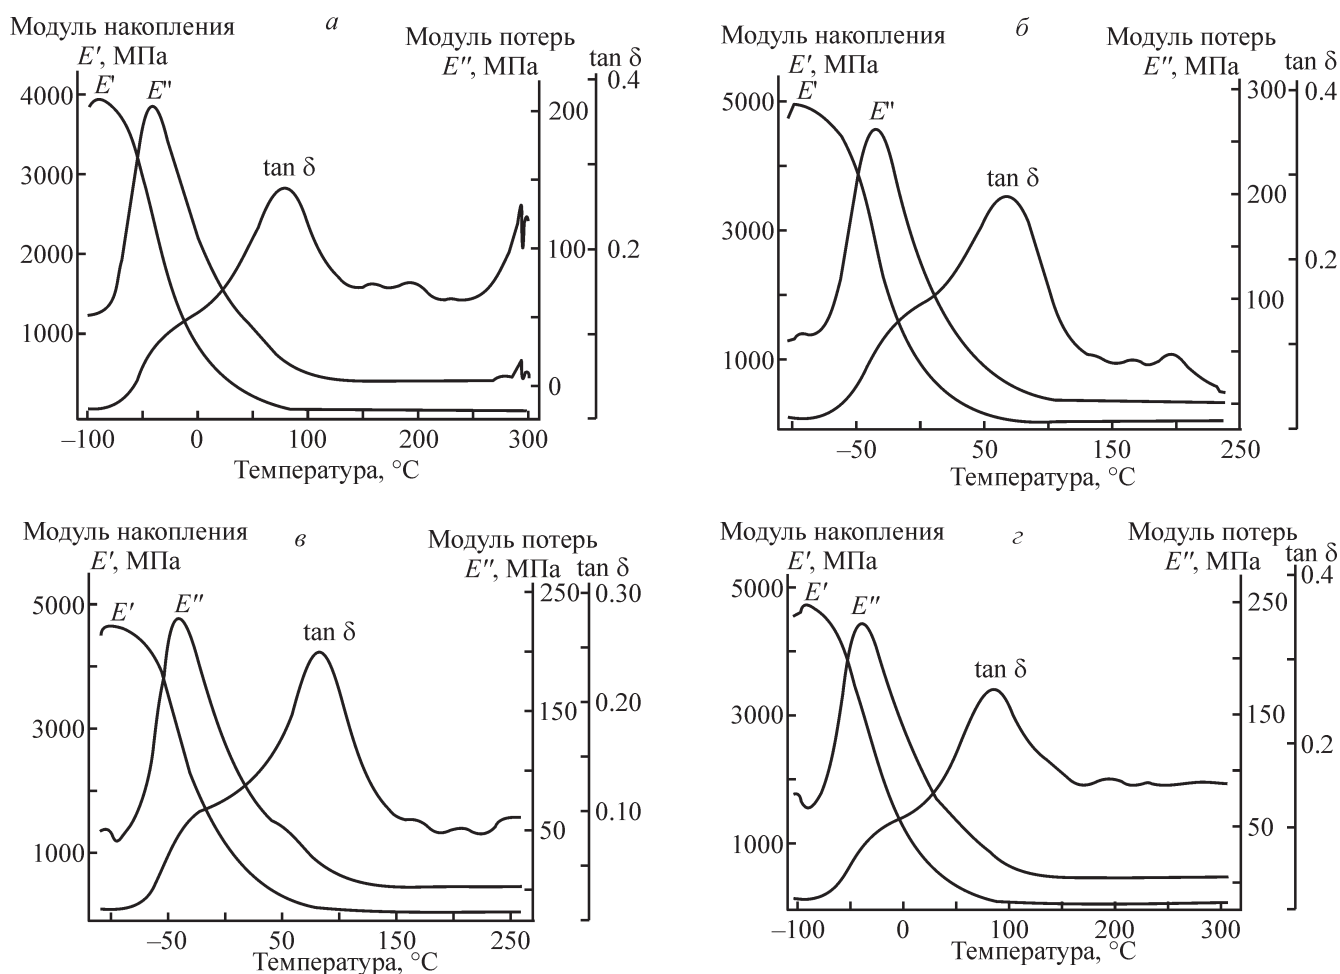 а
Модуль накопления
E′, МПа
Модуль потерь
E″, МПа
tan δ
E′
E″
tan δ
4000
3000
2000
1000
200
100
0
0.4
0.2
–100
0
100
200
300
Температура, °C
б
Модуль накопления
E′, МПа
Модуль потерь
E″, МПа
tan δ
E′
E″
tan δ
5000
3000
1000
300
200
100
0.4
0.2
–50
50
150
250
Температура, °C
в
Модуль накопления
E′, МПа
Модуль потерь
E″, МПа
tan δ
E′
E″
tan δ
5000
3000
1000
250
150
50
0.30
0.20
0.10
–50
50
150
250
Температура, °C
г
Модуль накопления
E′, МПа
Модуль потерь
E″, МПа
tan δ
E′
E″
tan δ
5000
3000
1000
250
150
50
0.4
0.2
–100
0
100
200
300
Температура, °C